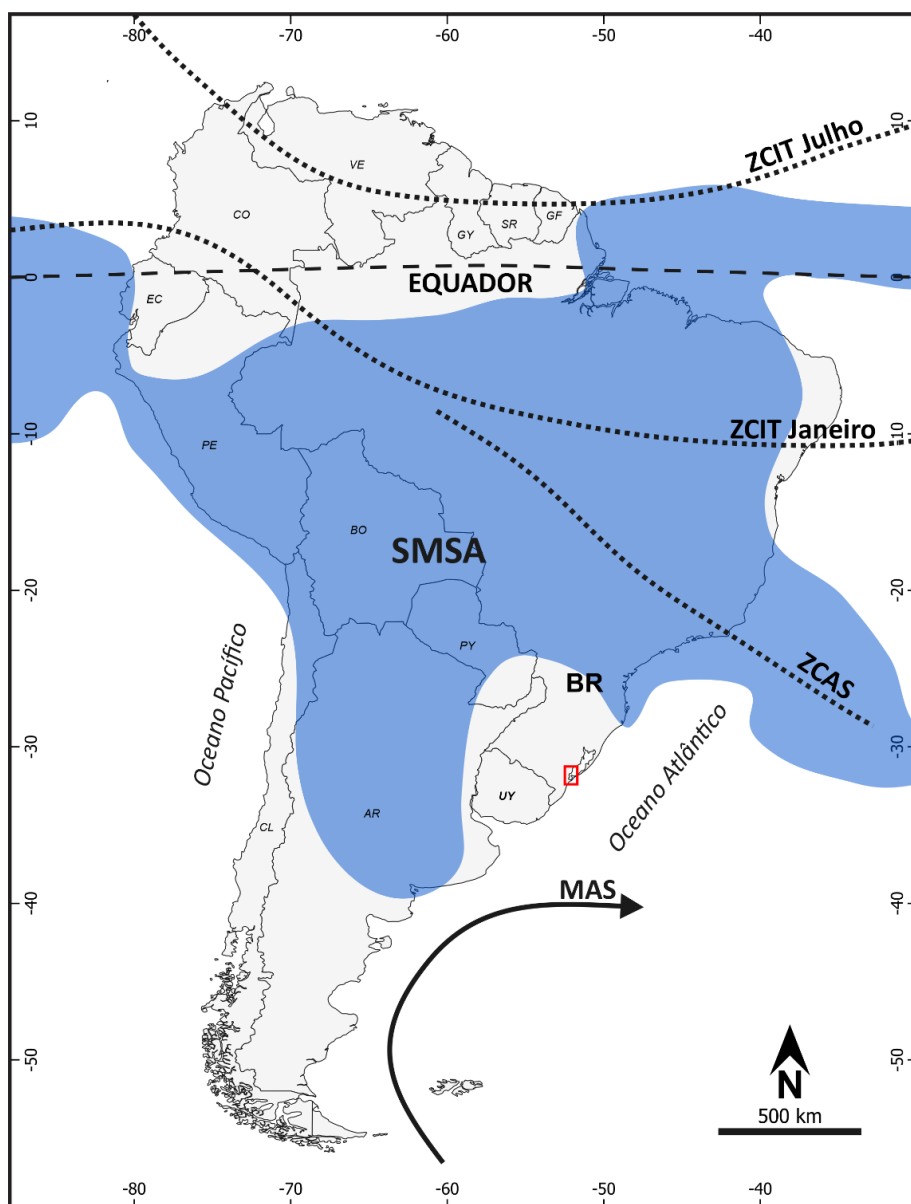 -80 -70 -60 -50 -40
10 10
ZCIT Julho
VE
CO
GY SR GF
0 0
EQUADOR
EC
-10 -10
ZCIT Janeiro
PE
BO
SMSA
-20 -20
PY
ZCAS
BR
Oceano Pacífico
-30 -30
Oceano Atlântico
UY
AR
CL
MAS
-40 -40
-50 -50
N
500 km
-80 -70 -60 -50 -40